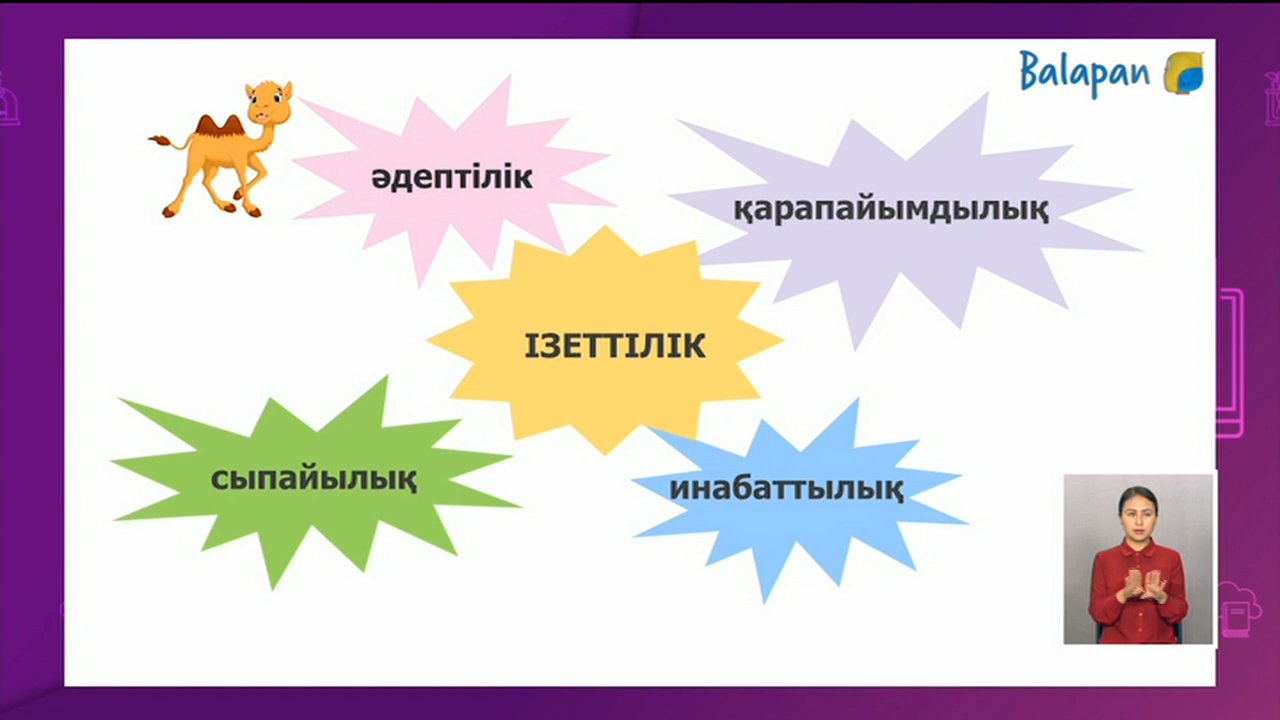 Balapan
әдептілік
қарапайымдылық
ІЗЕТТІЛІК
сыпайылық
инабаттылық